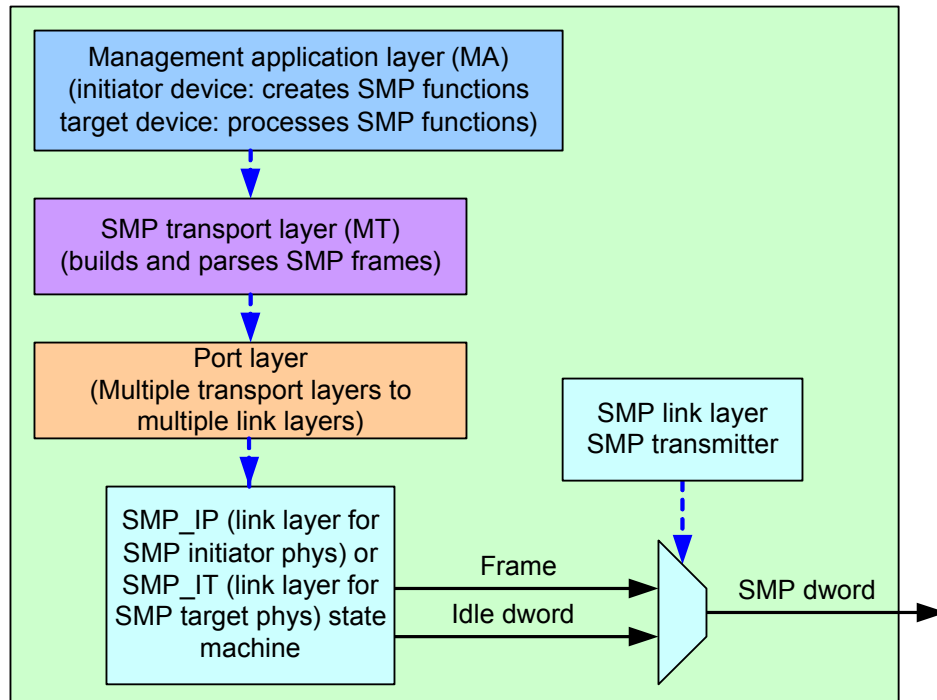 Management application layer (MA)
(initiator device: creates SMP functions
target device: processes SMP functions)
SMP transport layer (MT)
(builds and parses SMP frames)
Port layer
(Multiple transport layers to
multiple link layers)
SMP link layer
SMP transmitter
SMP_IP (link layer for
SMP initiator phys) or
SMP_IT (link layer for
SMP target phys) state
machine
Frame
Idle dword
SMP dword